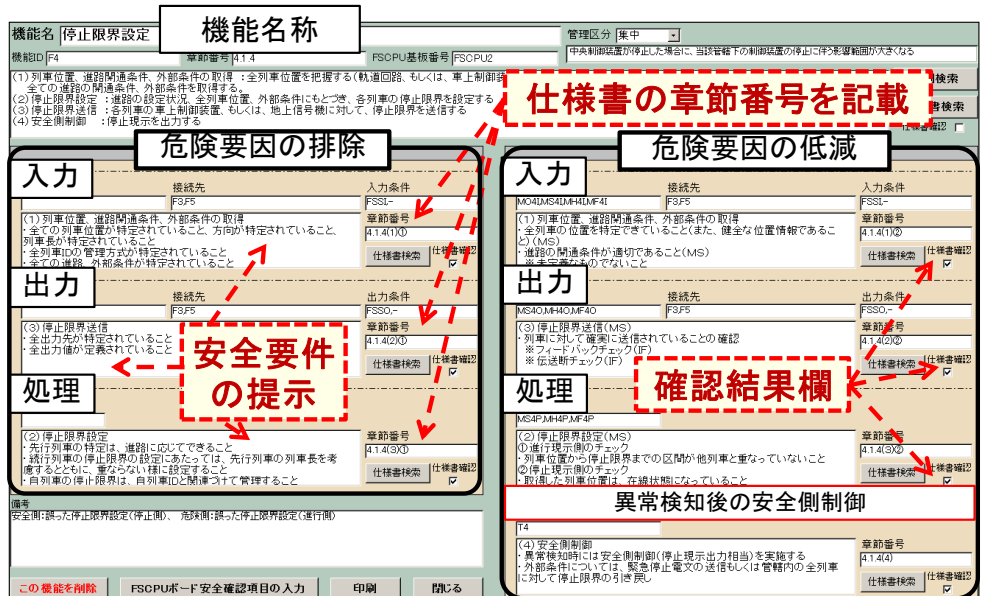 機能名 停止限界設定
機能名称
管理区分 集中
機能ID F4
章節番号 4.1.4
FSCPU基板番号 FSCPU2
中央制御装置が停止した場合に、当該管轄下の制御装置の停止に伴う影響範囲が大きくなる
(1)列車位置、進路開通条件、外部条件の取得 :全列車位置を把握する(軌道回路、もしくは、車上制御装
全ての進路の開通条件、外部条件を取得する。
(2)停止限界設定 :進路の設定状況、全列車位置、外部条件にもとづき、各列車の停止限界を設定する
(3)停止限界送信 :各列車の車上制御装置、もしくは、地上信号機に対して、停止限界を送信する
(4)安全側制御 :停止現示を出力する
検索
書検索
仕様書確認
仕様書の章節番号を記載
危険要因の排除
入力
接続先
入力条件
F3,F5
FSSI,-
(1)列車位置、進路開通条件、外部条件の取得
・全ての列車位置が特定されていること、方向が特定されていること、
列車長が特定されていること
・全列車IDの管理方式が特定されていること
・全ての進路、外部条件が特定されていること
章節番号
4.1.4(1)①
仕様書検索
仕様書確認
出力
接続先
出力条件
F3,F5
FSSO,-
(3)停止限界送信
・全出力先が特定されていること
・全出力値が定義されていること
章節番号
4.1.4(2)①
仕様書検索
仕様書確認
安全要件
の提示
処理
(2)停止限界設定
・先行列車の特定は、進路に応じてできること
・続行列車の停止限界の設定にあたっては、先行列車の列車長を考
慮するとともに、重ならない様に設定すること
・自列車の停止限界は、自列車IDと関連づけて管理すること
章節番号
4.1.4(3)①
仕様書検索
仕様書確認
備考
安全側:誤った停止限界設定(停止側)、 危険側:誤った停止限界設定(進行側)
この機能を削除
FSCPUボード安全確認項目の入力
印刷
閉じる
危険要因の低減
入力
接続先
入力条件
MO4I,MS4I,MH4I,MF4I
F3,F5
FSSI,-
(1)列車位置、進路開通条件、外部条件の取得
・全列車の位置を特定できていること(また、健全な位置情報であるこ
と)(MS)
・進路の開通条件が適切であること(MS)
※未定義なものでないこと
章節番号
4.1.4(1)②
仕様書検索
仕様書確認
出力
接続先
出力条件
MS4O,MH4O,MF4O
F3,F5
FSSO,-
(3)停止限界送信(MS)
・列車に対して確実に送信されていることの確認
※フィードバックチェック(IF)
※伝送断チェック(IF)
章節番号
4.1.4(2)②
仕様書検索
仕様書確認
確認結果欄
処理
MS4P,MH4P,MF4P
(2)停止限界設定(MS)
①進行現示側のチェック
・列車位置から停止限界までの区間が他列車と重なっていないこと
②停止現示側のチェック
・取得した列車位置は、在線状態になっていること
章節番号
4.1.4(3)②
仕様書検索
仕様書確認
異常検知後の安全側制御
T4
(4)安全側制御
・異常検知時には安全側制御(停止現示出力相当)を実施する
・外部条件については、緊急停止電文の送信もしくは管轄内の全列車
に対して停止限界の引き戻し
章節番号
4.1.4(4)
仕様書検索
仕様書確認